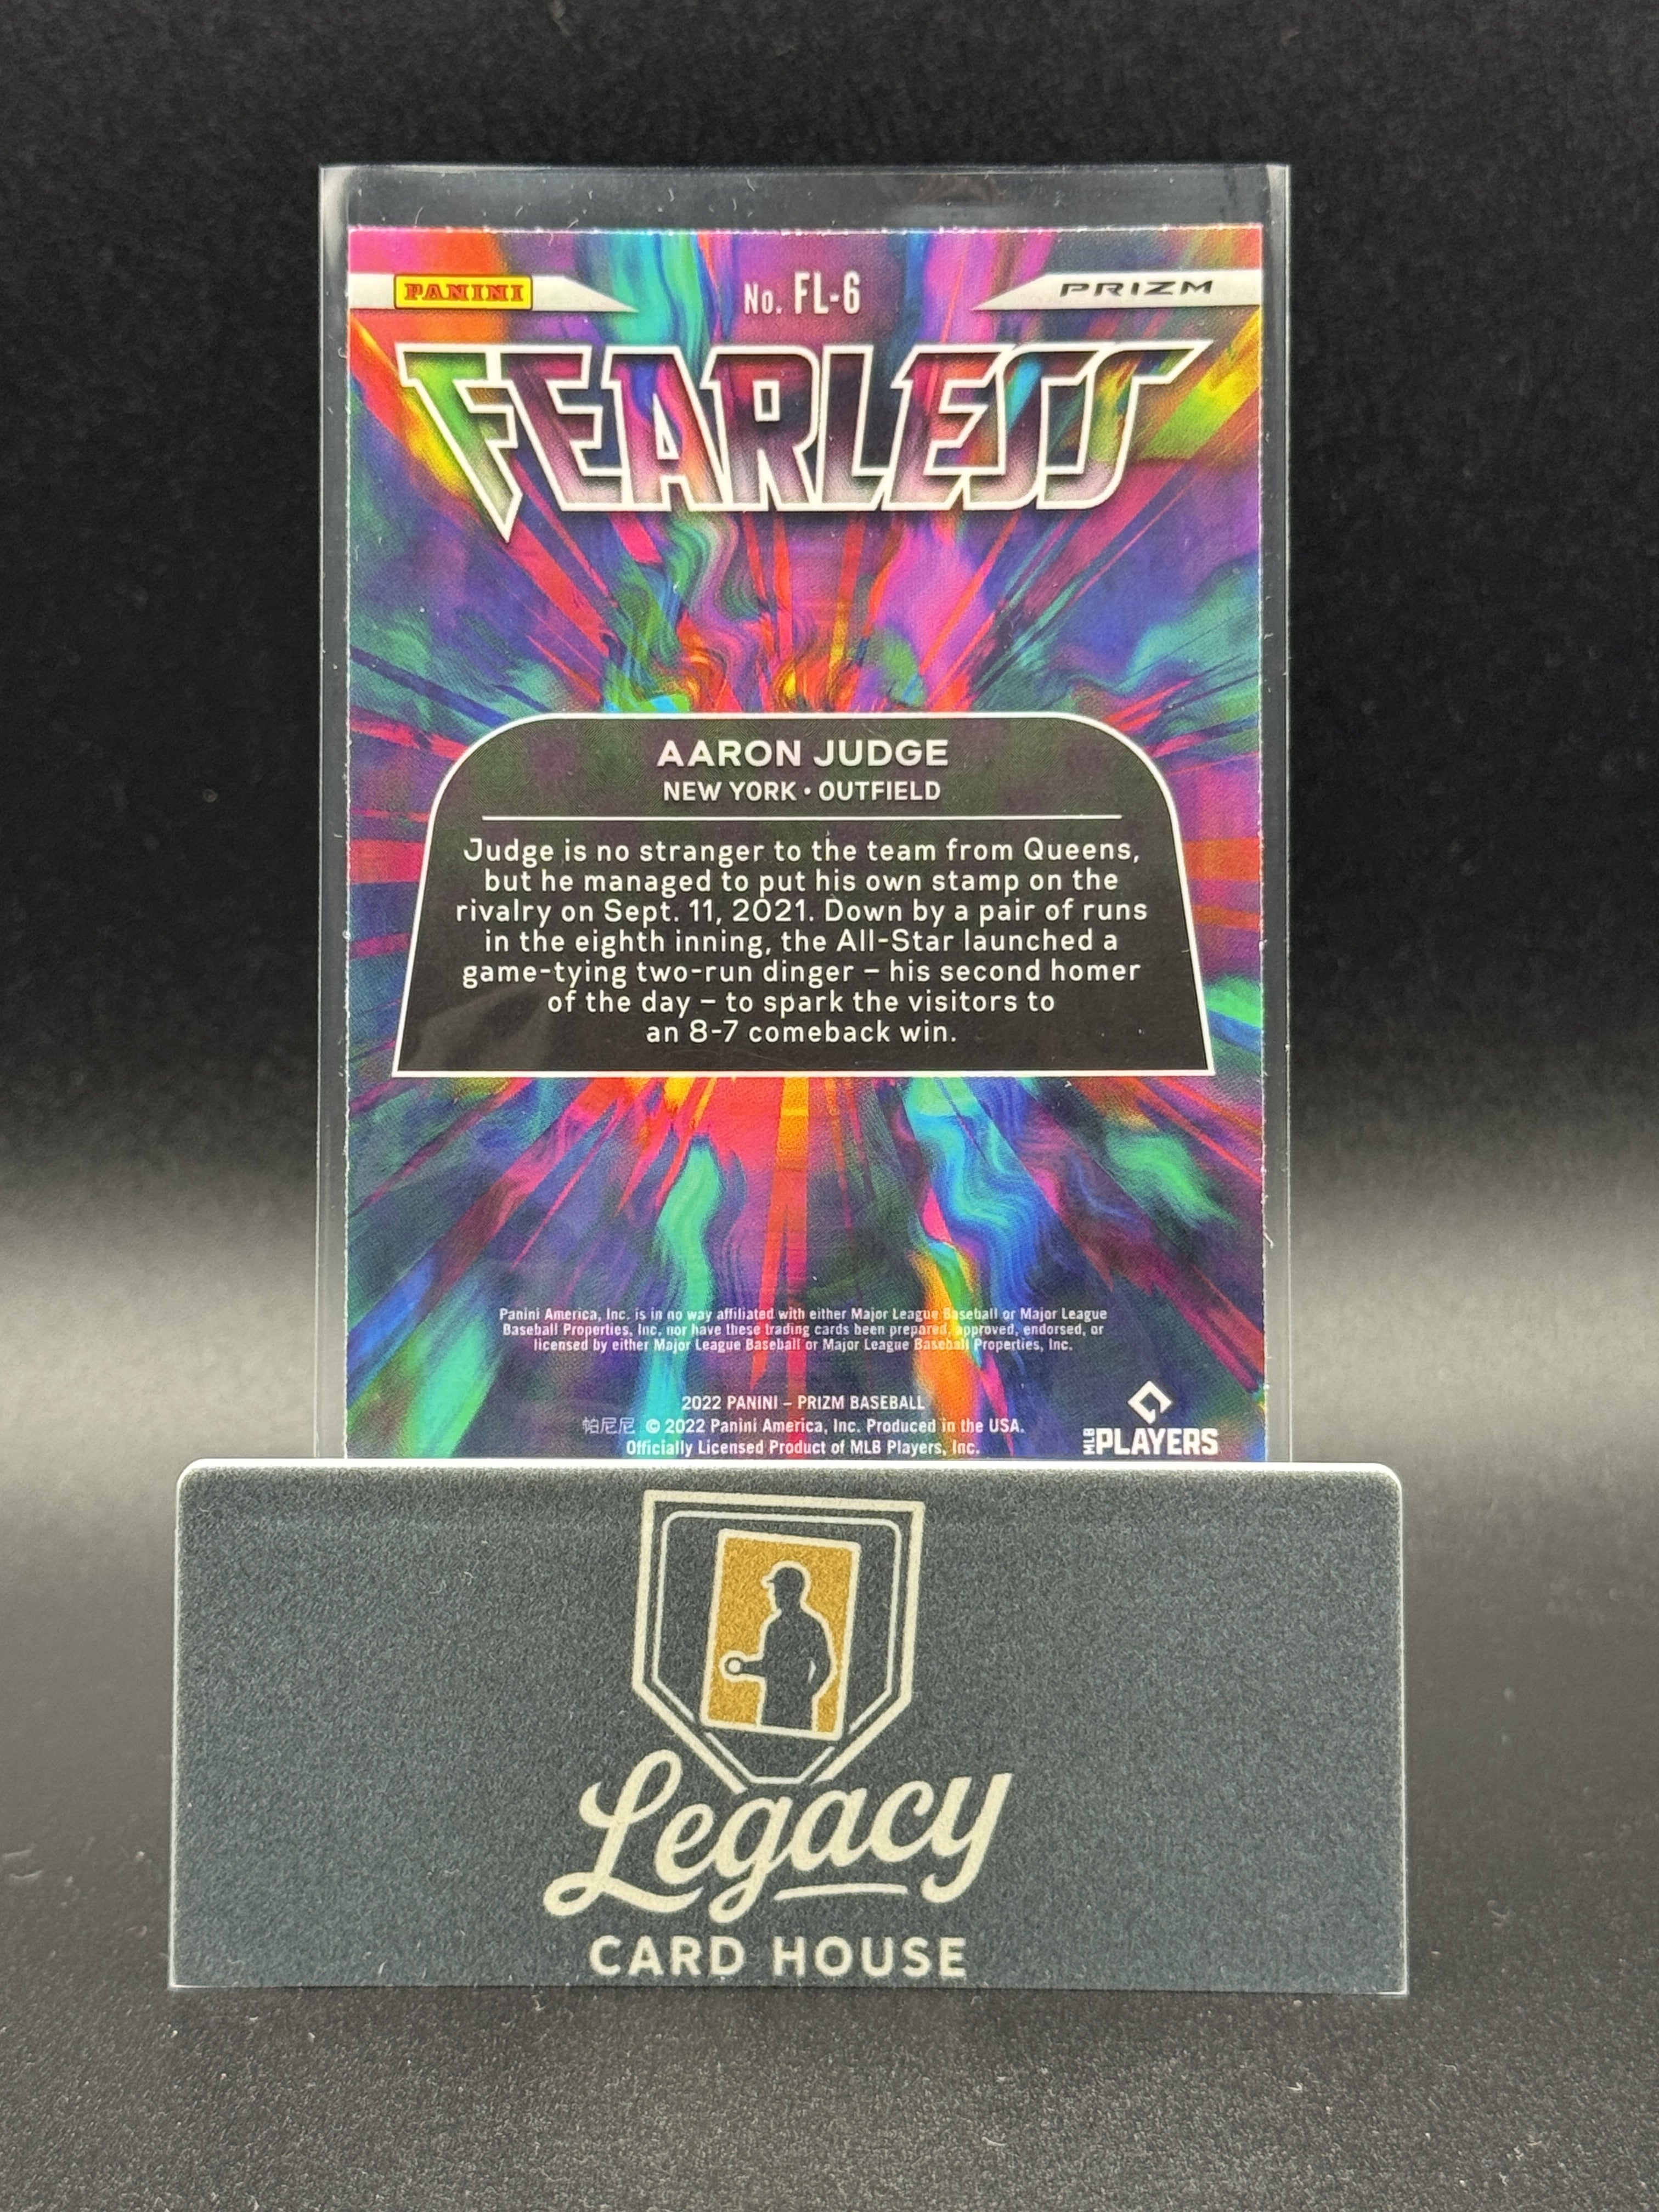 PANINI
No. FL-6
PRIZM
FEARLESS
AARON JUDGE
NEW YORK • OUTFIELD
Judge is no stranger to the team from Queens,
but he managed to put his own stamp on the
rivalry on Sept. 11, 2021. Down by a pair of runs
in the eighth inning, the All-Star launched a
game-tying two-run dinger – his second homer
of the day – to spark the visitors to
an 8-7 comeback win.
Panini America, Inc. is in no way affiliated with either Major League Baseball or Major League
Baseball Properties, Inc. nor have these trading cards been prepared, approved, endorsed, or
licensed by either Major League Baseball or Major League Baseball Properties, Inc.
2022 PANINI – PRIZM BASEBALL
帕尼尼 © 2022 Panini America, Inc. Produced in the USA.
Officially Licensed Product of MLB Players, Inc.
MLB PLAYERS
Legacy
CARD HOUSE